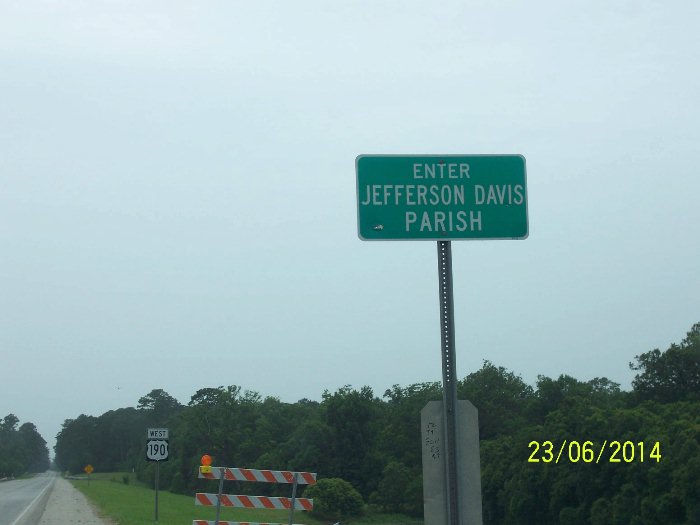 ENTER
JEFFERSON DAVIS
PARISH
WEST
190
23/06/2014